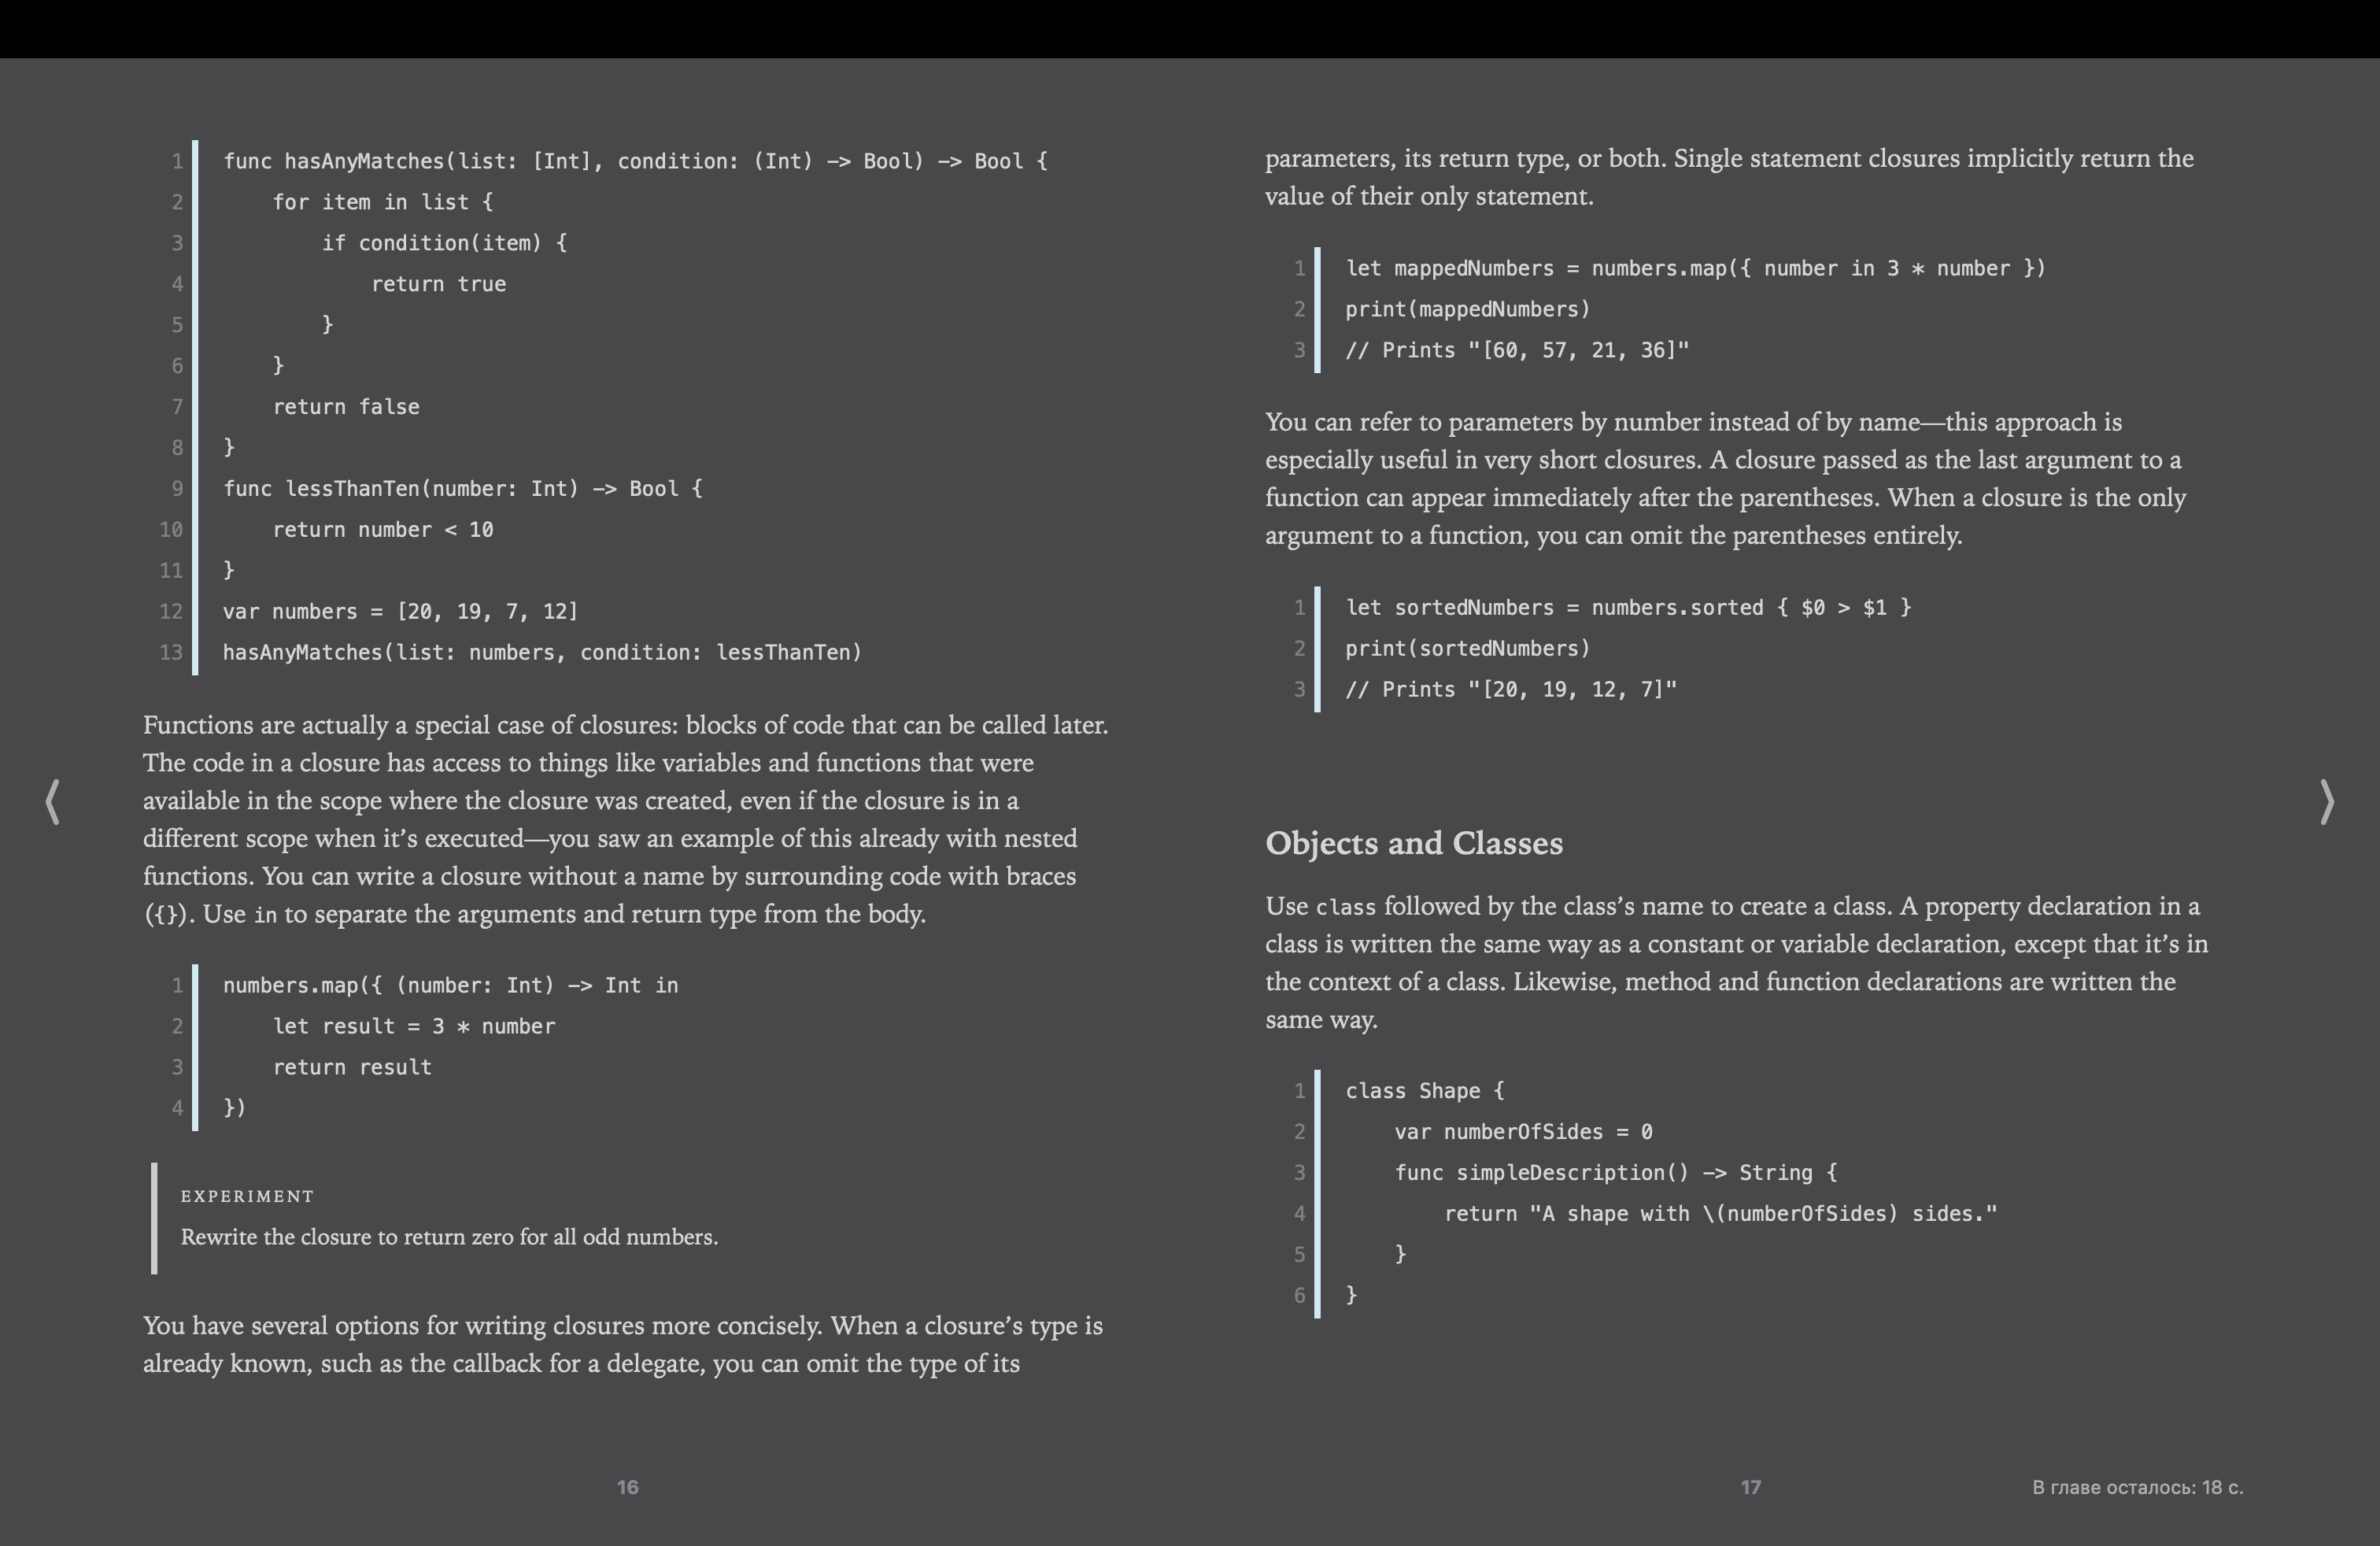 1 func hasAnyMatches(list: [Int], condition: (Int) -> Bool) -> Bool {
2     for item in list {
3         if condition(item) {
4             return true
5         }
6     }
7     return false
8 }
9 func lessThanTen(number: Int) -> Bool {
10     return number < 10
11 }
12 var numbers = [20, 19, 7, 12]
13 hasAnyMatches(list: numbers, condition: lessThanTen)
Functions are actually a special case of closures: blocks of code that can be called later.
The code in a closure has access to things like variables and functions that were
available in the scope where the closure was created, even if the closure is in a
different scope when it’s executed—you saw an example of this already with nested
functions. You can write a closure without a name by surrounding code with braces
({}). Use in to separate the arguments and return type from the body.
1 numbers.map({ (number: Int) -> Int in
2     let result = 3 * number
3     return result
4 })
EXPERIMENT
Rewrite the closure to return zero for all odd numbers.
You have several options for writing closures more concisely. When a closure’s type is
already known, such as the callback for a delegate, you can omit the type of its
16
parameters, its return type, or both. Single statement closures implicitly return the
value of their only statement.
1 let mappedNumbers = numbers.map({ number in 3 * number })
2 print(mappedNumbers)
3 // Prints "[60, 57, 21, 36]"
You can refer to parameters by number instead of by name—this approach is
especially useful in very short closures. A closure passed as the last argument to a
function can appear immediately after the parentheses. When a closure is the only
argument to a function, you can omit the parentheses entirely.
1 let sortedNumbers = numbers.sorted { $0 > $1 }
2 print(sortedNumbers)
3 // Prints "[20, 19, 12, 7]"
Objects and Classes
Use class followed by the class’s name to create a class. A property declaration in a
class is written the same way as a constant or variable declaration, except that it’s in
the context of a class. Likewise, method and function declarations are written the
same way.
1 class Shape {
2     var numberOfSides = 0
3     func simpleDescription() -> String {
4         return "A shape with \(numberOfSides) sides."
5     }
6 }
17
В главе осталось: 18 с.